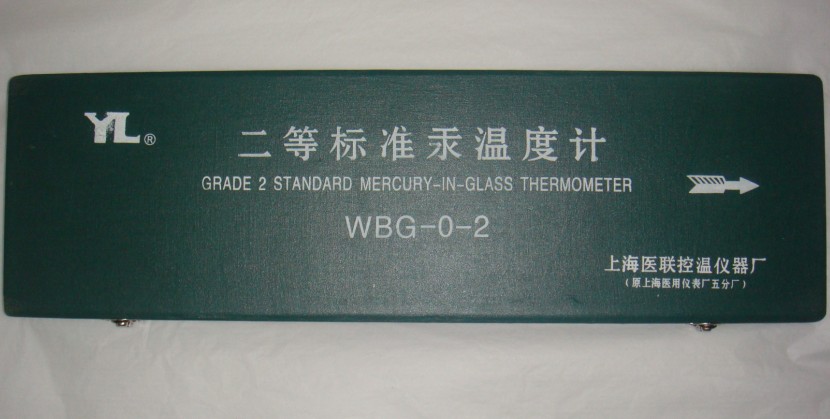 YL®
二等标准汞温度计
GRADE 2 STANDARD MERCURY-IN-GLASS THERMOMETER
WBG-0-2
上海医联控温仪器厂
(原上海医用仪表厂五分厂)